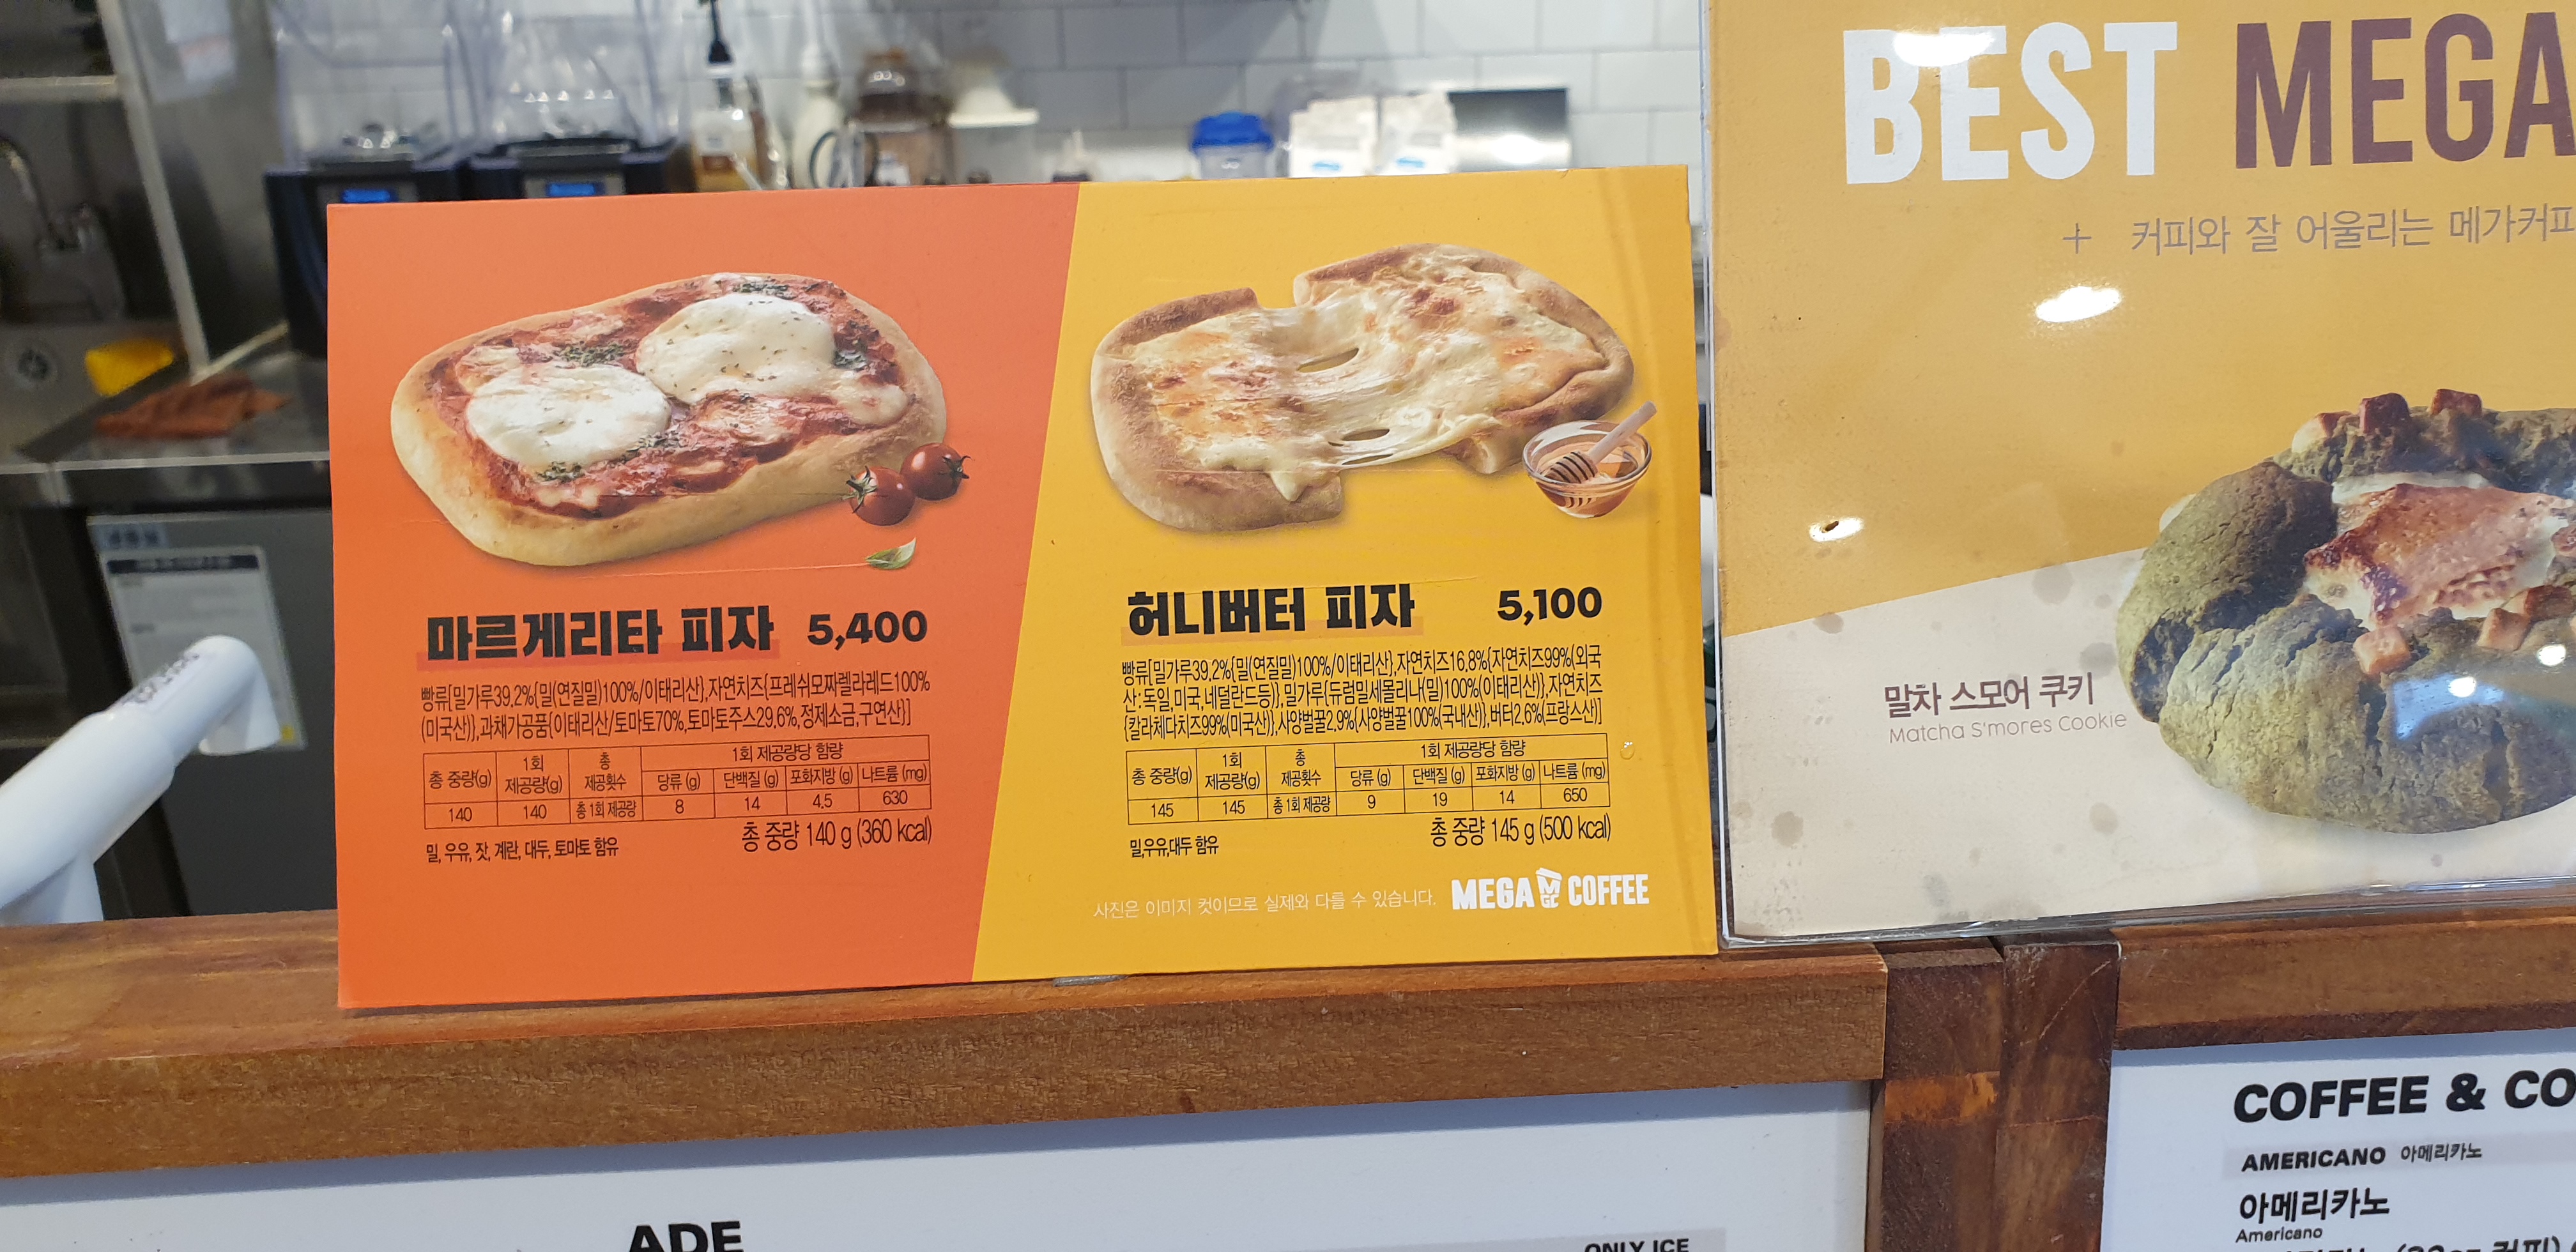 마르게리타 피자 5,400
빵류[밀가루39.2%{밀(연질밀)100%/이태리산},자연치즈{프레쉬모짜렐라레드100%
(미국산)},과채가공품{이태리산/토마토70%,토마토주스29.6%,정제소금,구연산}]
총 중량(g) 1회 제공량(g) 총 제공횟수 1회 제공량당 함량
당류 (g) 단백질 (g) 포화지방 (g) 나트륨 (mg)
140 140 총 1회 제공량 8 14 4.5 630
총 중량 140 g (360 kcal)
밀, 우유, 잣, 계란, 대두, 토마토 함유
허니버터 피자 5,100
빵류[밀가루39.2%{밀(연질밀)100%/이태리산},자연치즈16.8%{자연치즈99%(외국
산:독일,미국,네덜란드등)},밀가루{듀럼밀세몰리나(밀)100%(이태리산)},자연치즈
{칼라체다치즈99%(미국산)},사양벌꿀2.9%{사양벌꿀100%(국내산)},버터2.6%(프랑스산)]
총 중량(g) 1회 제공량(g) 총 제공횟수 1회 제공량당 함량
당류 (g) 단백질 (g) 포화지방 (g) 나트륨 (mg)
145 145 총 1회 제공량 9 19 14 650
총 중량 145 g (500 kcal)
밀,우유,대두 함유
사진은 이미지 컷이므로 실제와 다를 수 있습니다. MEGA MGC COFFEE
BEST MEGA
+ 커피와 잘 어울리는 메가커피
말차 스모어 쿠키
Matcha S'mores Cookie
COFFEE & CO
AMERICANO 아메리카노
아메리카노
Americano
ADE
ONLY ICE